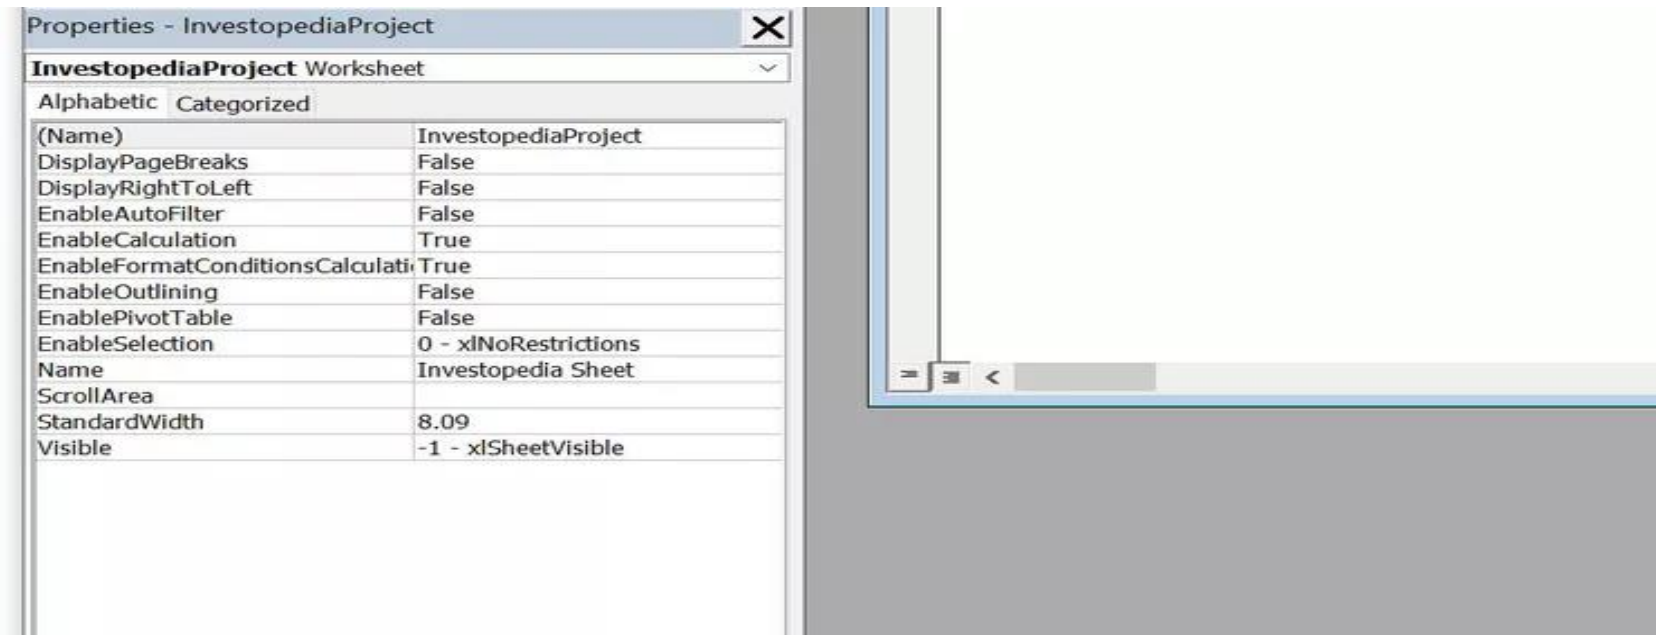 Properties - InvestopediaProject
InvestopediaProject Worksheet
Alphabetic Categorized
(Name) InvestopediaProject
DisplayPageBreaks False
DisplayRightToLeft False
EnableAutoFilter False
EnableCalculation True
EnableFormatConditionsCalculati True
EnableOutlining False
EnablePivotTable False
EnableSelection 0 - xlNoRestrictions
Name Investopedia Sheet
ScrollArea
StandardWidth 8.09
Visible -1 - xlSheetVisible